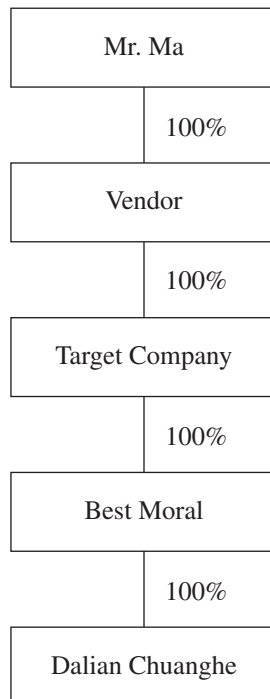 Mr. Ma
100%
Vendor
100%
Target Company
100%
Best Moral
100%
Dalian Chuanghe